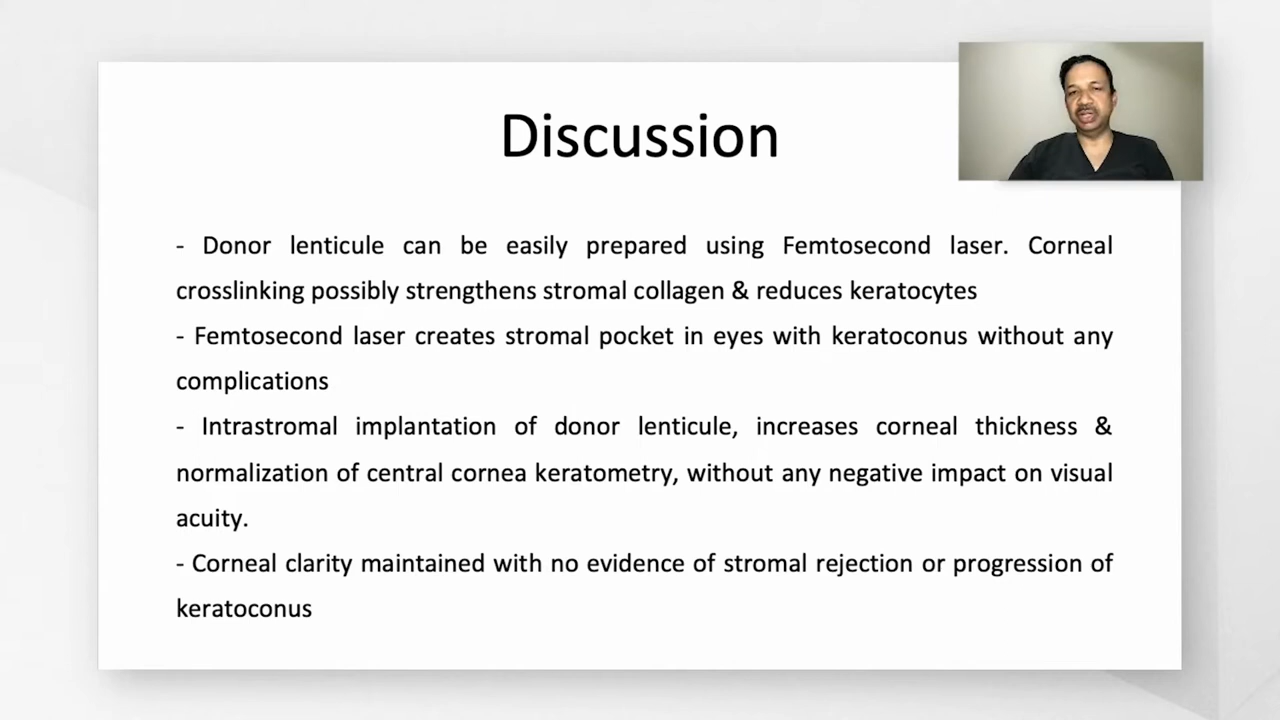 Discussion
- Donor lenticule can be easily prepared using Femtosecond laser. Corneal
crosslinking possibly strengthens stromal collagen & reduces keratocytes
- Femtosecond laser creates stromal pocket in eyes with keratoconus without any
complications
- Intrastromal implantation of donor lenticule, increases corneal thickness &
normalization of central cornea keratometry, without any negative impact on visual
acuity.
- Corneal clarity maintained with no evidence of stromal rejection or progression of
keratoconus